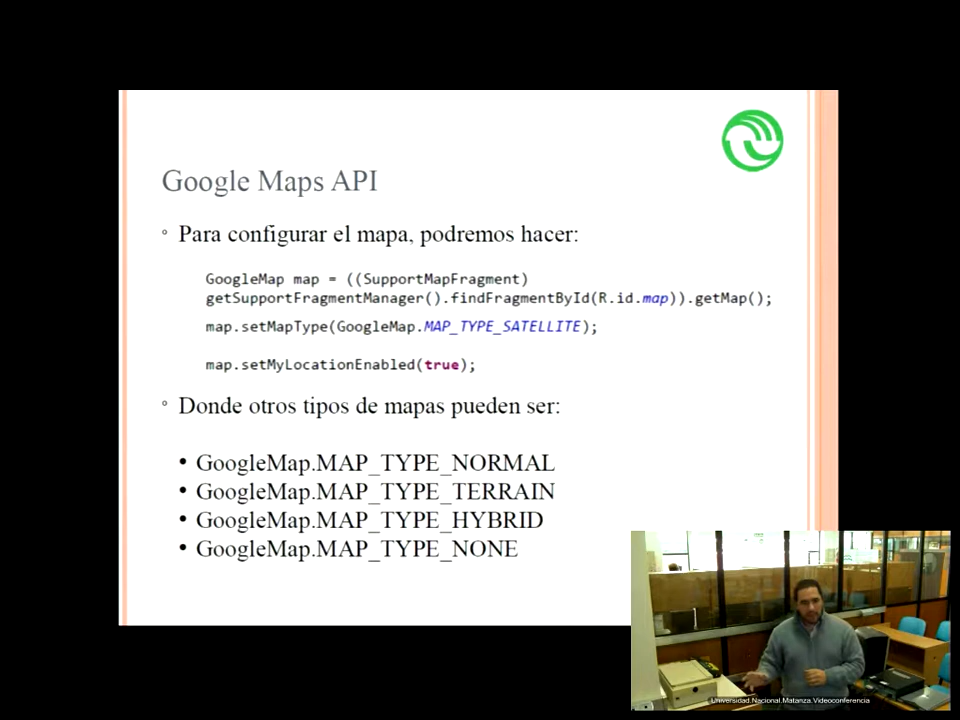 Google Maps API
Para configurar el mapa, podremos hacer:
GoogleMap map = ((SupportMapFragment)
getSupportFragmentManager().findFragmentById(R.id.map)).getMap();
map.setMapType(GoogleMap.MAP_TYPE_SATELLITE);
map.setMyLocationEnabled(true);
Donde otros tipos de mapas pueden ser:
• GoogleMap.MAP_TYPE_NORMAL
• GoogleMap.MAP_TYPE_TERRAIN
• GoogleMap.MAP_TYPE_HYBRID
• GoogleMap.MAP_TYPE_NONE
Universidad.Nacional.Matanza.Videoconferencia